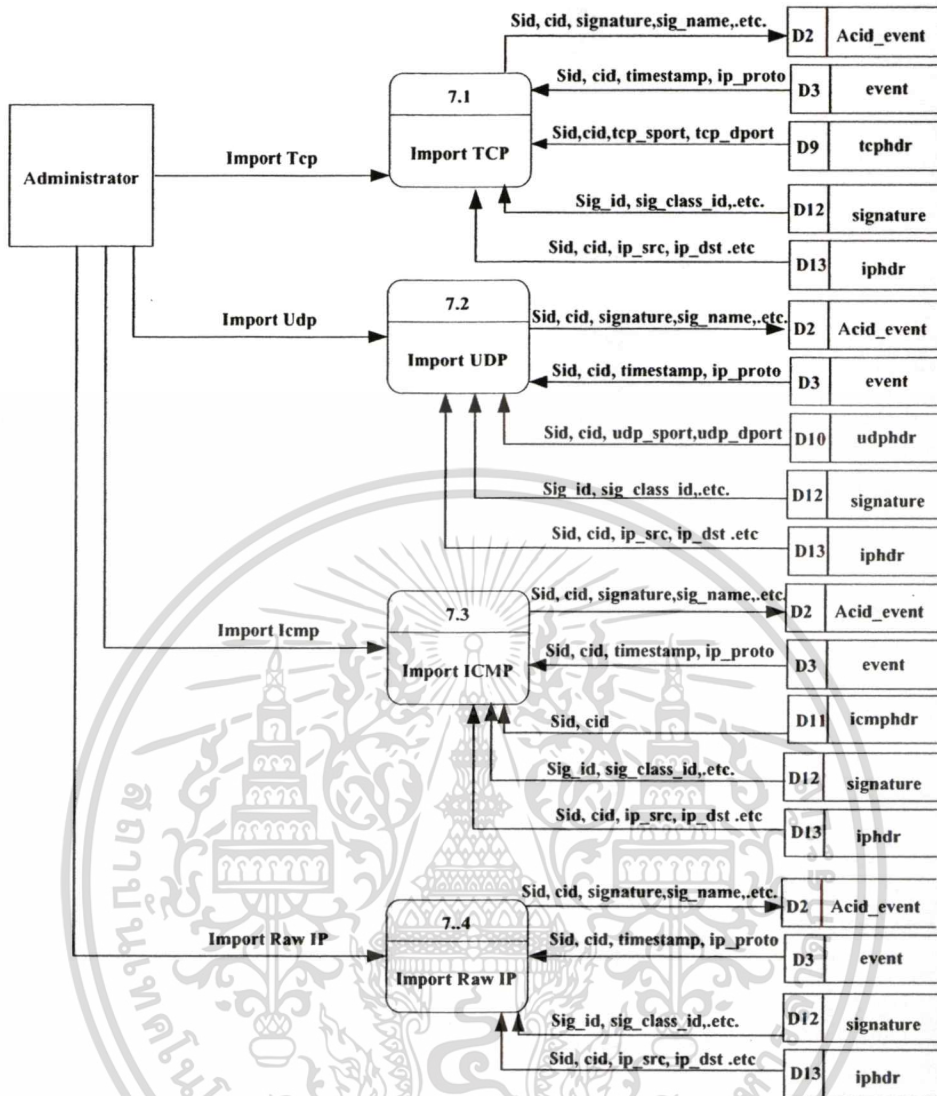 Sid, cid, signature,sig_name,.etc.
D2 Acid_event
7.1
Sid, cid, timestamp, ip_proto
D3 event
Import TCP
Sid,cid,tcp_sport, tcp_dport
D9 tcphdr
Administrator
Import Tcp
Sig_id, sig_class_id,.etc.
D12 signature
Sid, cid, ip_src, ip_dst .etc
D13 iphdr
7.2
Import Udp
Sid, cid, signature,sig_name,.etc.
D2 Acid_event
Import UDP
Sid, cid, timestamp, ip_proto
D3 event
Sid, cid, udp_sport,udp_dport
D10 udphdr
Sig_id, sig_class_id,.etc.
D12 signature
Sid, cid, ip_src, ip_dst .etc
D13 iphdr
7.3
Sid, cid, signature,sig_name,.etc.
D2 Acid_event
Import Icmp
Import ICMP
Sid, cid, timestamp, ip_proto
D3 event
Sid, cid
D11 icmphdr
Sig_id, sig_class_id,.etc.
D12 signature
Sid, cid, ip_src, ip_dst .etc
D13 iphdr
Sid, cid, signature,sig_name,.etc.
D2 Acid_event
7..4
Import Raw IP
Sid, cid, timestamp, ip_proto
D3 event
Import Raw IP
Sig_id, sig_class_id,.etc.
D12 signature
Sid, cid, ip_src, ip_dst .etc
D13 iphdr